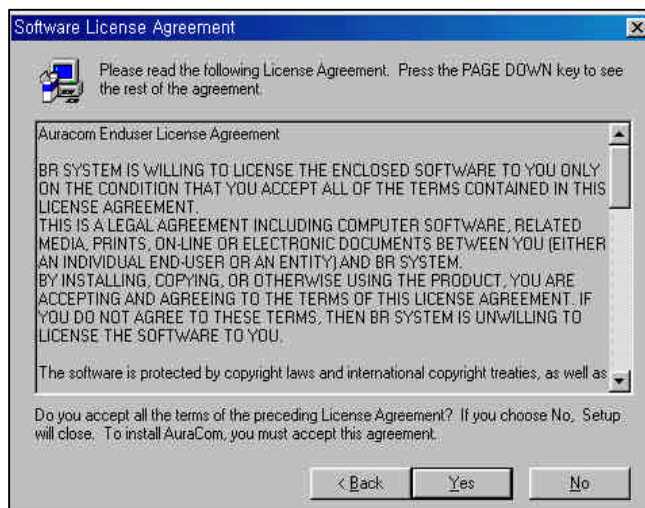 Software License Agreement
Please read the following License Agreement. Press the PAGE DOWN key to see
the rest of the agreement.
Auracom Enduser License Agreement
BR SYSTEM IS WILLING TO LICENSE THE ENCLOSED SOFTWARE TO YOU ONLY
ON THE CONDITION THAT YOU ACCEPT ALL OF THE TERMS CONTAINED IN THIS
LICENSE AGREEMENT.
THIS IS A LEGAL AGREEMENT INCLUDING COMPUTER SOFTWARE, RELATED
MEDIA, PRINTS, ON-LINE OR ELECTRONIC DOCUMENTS BETWEEN YOU (EITHER
AN INDIVIDUAL END-USER OR AN ENTITY) AND BR SYSTEM.
BY INSTALLING, COPYING, OR OTHERWISE USING THE PRODUCT, YOU ARE
ACCEPTING AND AGREEING TO THE TERMS OF THIS LICENSE AGREEMENT. IF
YOU DO NOT AGREE TO THESE TERMS, THEN BR SYSTEM IS UNWILLING TO
LICENSE THE SOFTWARE TO YOU.
The software is protected by copyright laws and international copyright treaties, as well as
Do you accept all the terms of the preceding License Agreement? If you choose No, Setup
will close. To install AuraCom, you must accept this agreement.
< Back
Yes
No